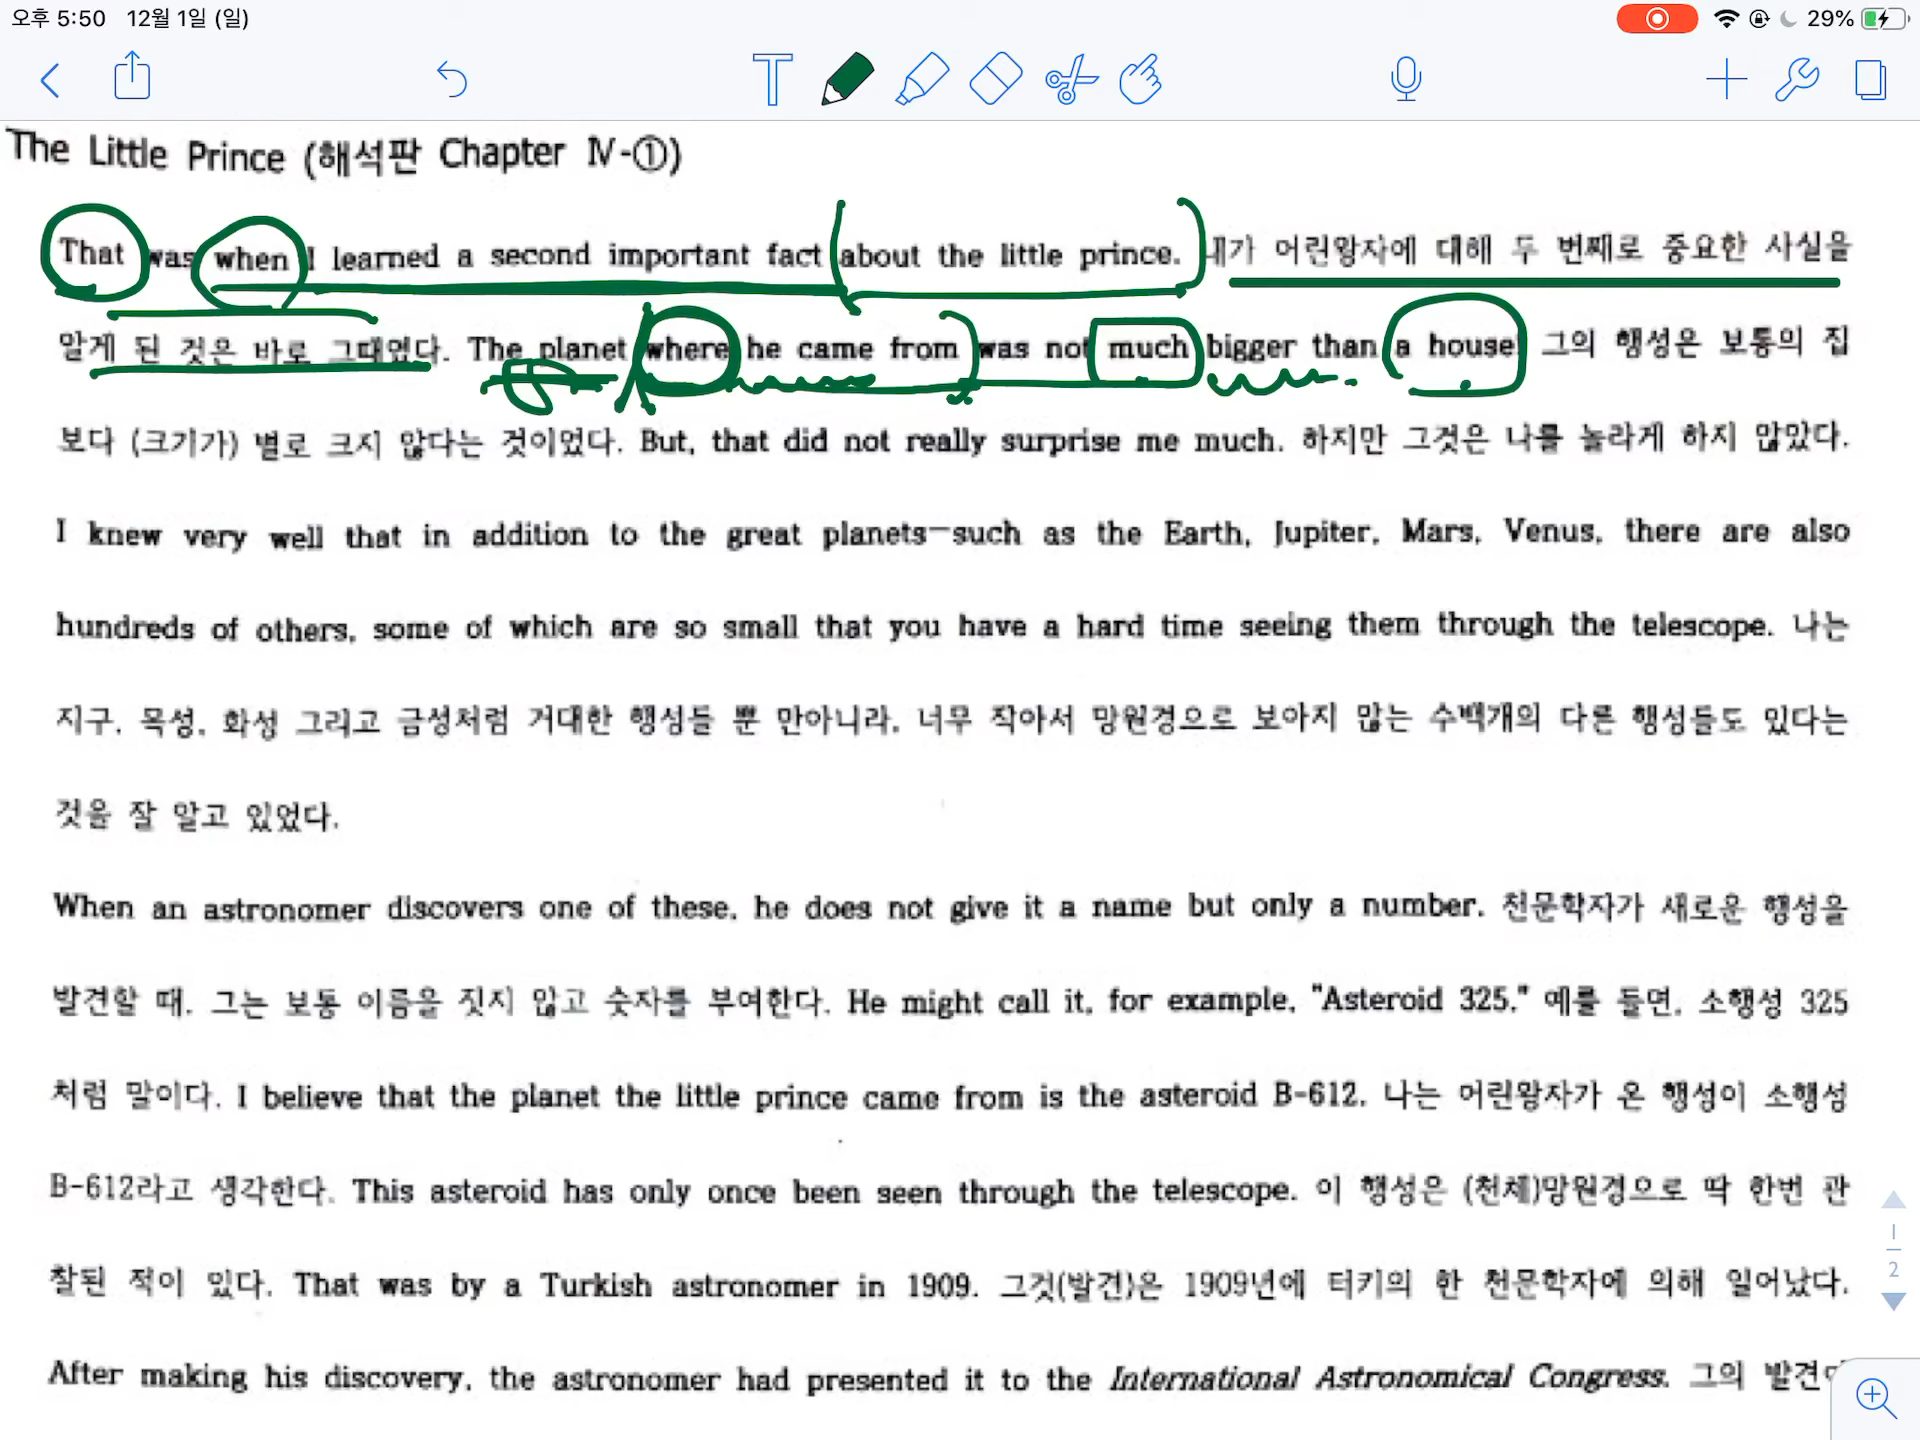 오후 5:50 12월 1일 (일) 29%
The Little Prince (해석판 Chapter Ⅳ-①)
That was when I learned a second important fact about the little prince. 내가 어린왕자에 대해 두 번째로 중요한 사실을
알게 된 것은 바로 그때였다. The planet where he came from was not much bigger than a house 그의 행성은 보통의 집
보다 (크기가) 별로 크지 않다는 것이었다. But, that did not really surprise me much. 하지만 그것은 나를 놀라게 하지 않았다.
I knew very well that in addition to the great planets—such as the Earth, Jupiter, Mars, Venus, there are also
hundreds of others, some of which are so small that you have a hard time seeing them through the telescope. 나는
지구, 목성, 화성 그리고 금성처럼 거대한 행성들 뿐 만아니라, 너무 작아서 망원경으로 보아지 않는 수백개의 다른 행성들도 있다는
것을 잘 알고 있었다.
When an astronomer discovers one of these, he does not give it a name but only a number. 천문학자가 새로운 행성을
발견할 때, 그는 보통 이름을 짓지 않고 숫자를 부여한다. He might call it, for example, "Asteroid 325." 예를 들면, 소행성 325
처럼 말이다. I believe that the planet the little prince came from is the asteroid B-612. 나는 어린왕자가 온 행성이 소행성
B-612라고 생각한다. This asteroid has only once been seen through the telescope. 이 행성은 (천체)망원경으로 딱 한번 관
찰된 적이 있다. That was by a Turkish astronomer in 1909. 그것(발견)은 1909년에 터키의 한 천문학자에 의해 일어났다.
After making his discovery, the astronomer had presented it to the International Astronomical Congress. 그의
1
2